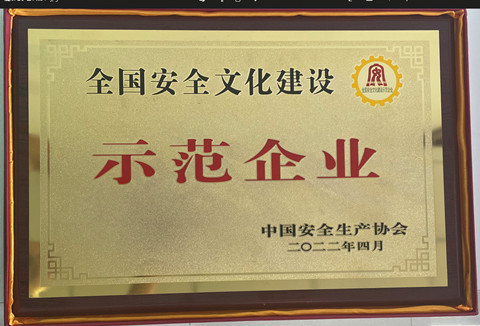 全国安全文化建设
示范企业
中国安全生产协会
二〇二二年四月